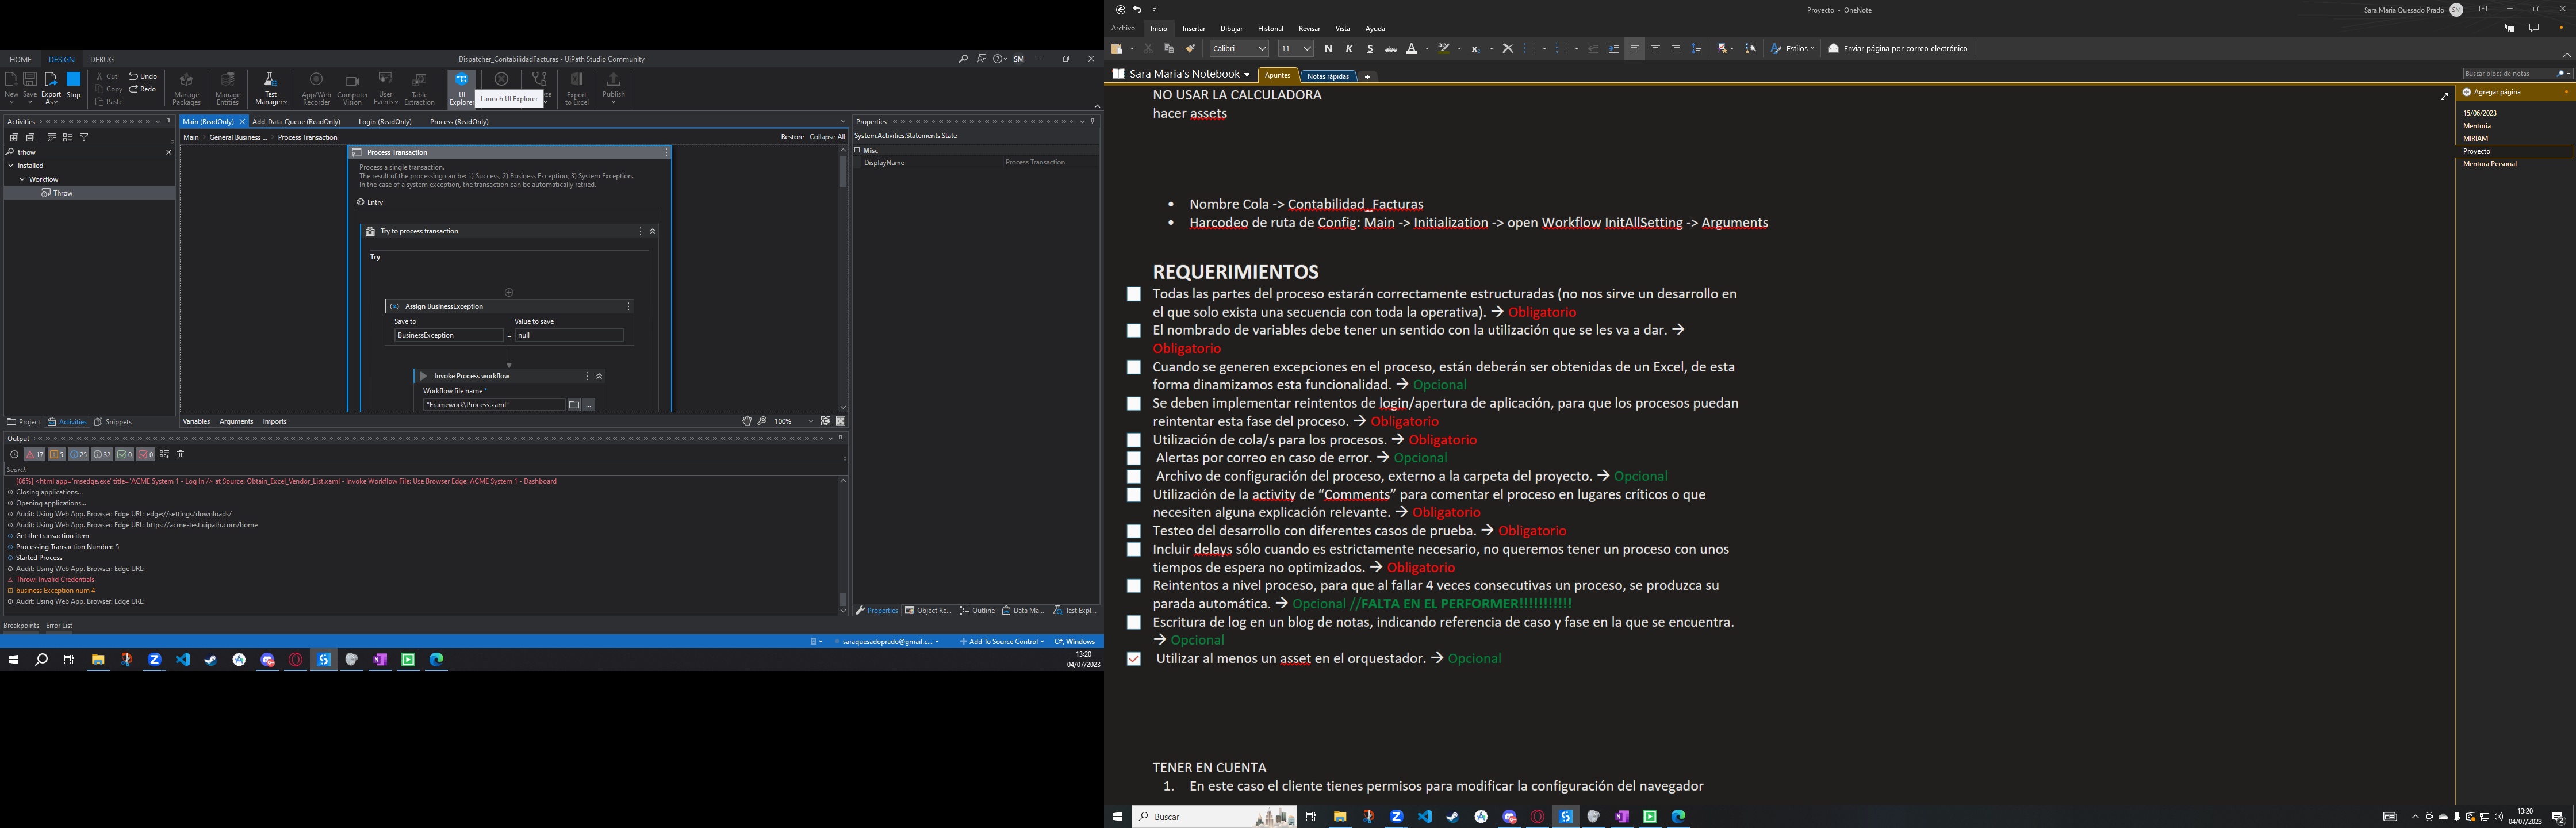 HOME DESIGN DEBUG
Dispatcher_ContabilidadFacturas - UiPath Studio Community
SM
New
Save
Export As
Stop
Cut
Copy
Paste
Undo
Redo
Manage Packages
Manage Entities
Test Manager
App/Web Recorder
Computer Vision
User Events
Table Extraction
UI Explorer
Export to Excel
Publish
Launch UI Explorer
Activities
trhow
Installed
Workflow
Throw
Project Activities Snippets
Main (ReadOnly) Add_Data_Queue (ReadOnly) Login (ReadOnly) Process (ReadOnly)
Main > General Business ... > Process Transaction
Restore Collapse All
Process Transaction
Process a single transaction.
The result of the processing can be: 1) Success, 2) Business Exception, 3) System Exception.
In the case of a system exception, the transaction can be automatically retried.
Entry
Try to process transaction
Try
Assign BusinessException
Save to Value to save
BusinessException = null
Invoke Process workflow
Workflow file name *
"Framework\Process.xaml"
Variables Arguments Imports
100%
Properties
System.Activities.Statements.State
Misc
DisplayName Process Transaction
Properties Object Re... Outline Data Ma... Test Expl...
Output
17 5 25 32 0 0
Search
[86%] <html app='msedge.exe' title='ACME System 1 - Log In'/> at Source: Obtain_Excel_Vendor_List.xaml - Invoke Workflow File: Use Browser Edge: ACME System 1 - Dashboard
Closing applications...
Opening applications...
Audit: Using Web App. Browser: Edge URL: edge://settings/downloads/
Audit: Using Web App. Browser: Edge URL: https://acme-test.uipath.com/home
Get the transaction item
Processing Transaction Number: 5
Started Process
Audit: Using Web App. Browser: Edge URL:
Throw: Invalid Credentials
business Exception num 4
Audit: Using Web App. Browser: Edge URL:
Breakpoints Error List
saraquesadoprado@gmail.c...
Add To Source Control
C#, Windows
13:20
04/07/2023
Proyecto - OneNote
Sara Maria Quesado Prado SM
Archivo Inicio Insertar Dibujar Historial Revisar Vista Ayuda
Calibri 11 N K S abc A
Estilos
Enviar página por correo electrónico
Sara Maria's Notebook
Apuntes
Notas rápidas
+
Buscar blocs de notas
Agregar página
15/06/2023
Mentoria
MIRIAM
Proyecto
Mentora Personal
NO USAR LA CALCULADORA
hacer assets
• Nombre Cola -> Contabilidad_Facturas
• Harcodeo de ruta de Config: Main -> Initialization -> open Workflow InitAllSetting -> Arguments
REQUERIMIENTOS
Todas las partes del proceso estarán correctamente estructuradas (no nos sirve un desarrollo en
el que solo exista una secuencia con toda la operativa). → Obligatorio
El nombrado de variables debe tener un sentido con la utilización que se les va a dar. →
Obligatorio
Cuando se generen excepciones en el proceso, están deberán ser obtenidas de un Excel, de esta
forma dinamizamos esta funcionalidad. → Opcional
Se deben implementar reintentos de login/apertura de aplicación, para que los procesos puedan
reintentar esta fase del proceso. → Obligatorio
Utilización de cola/s para los procesos. → Obligatorio
Alertas por correo en caso de error. → Opcional
Archivo de configuración del proceso, externo a la carpeta del proyecto. → Opcional
Utilización de la activity de “Comments” para comentar el proceso en lugares críticos o que
necesiten alguna explicación relevante. → Obligatorio
Testeo del desarrollo con diferentes casos de prueba. → Obligatorio
Incluir delays sólo cuando es estrictamente necesario, no queremos tener un proceso con unos
tiempos de espera no optimizados. → Obligatorio
Reintentos a nivel proceso, para que al fallar 4 veces consecutivas un proceso, se produzca su
parada automática. → Opcional //FALTA EN EL PERFORMER!!!!!!!!!!!
Escritura de log en un blog de notas, indicando referencia de caso y fase en la que se encuentra.
→ Opcional
Utilizar al menos un asset en el orquestador. → Opcional
TENER EN CUENTA
1. En este caso el cliente tienes permisos para modificar la configuración del navegador
Buscar
13:20
04/07/2023